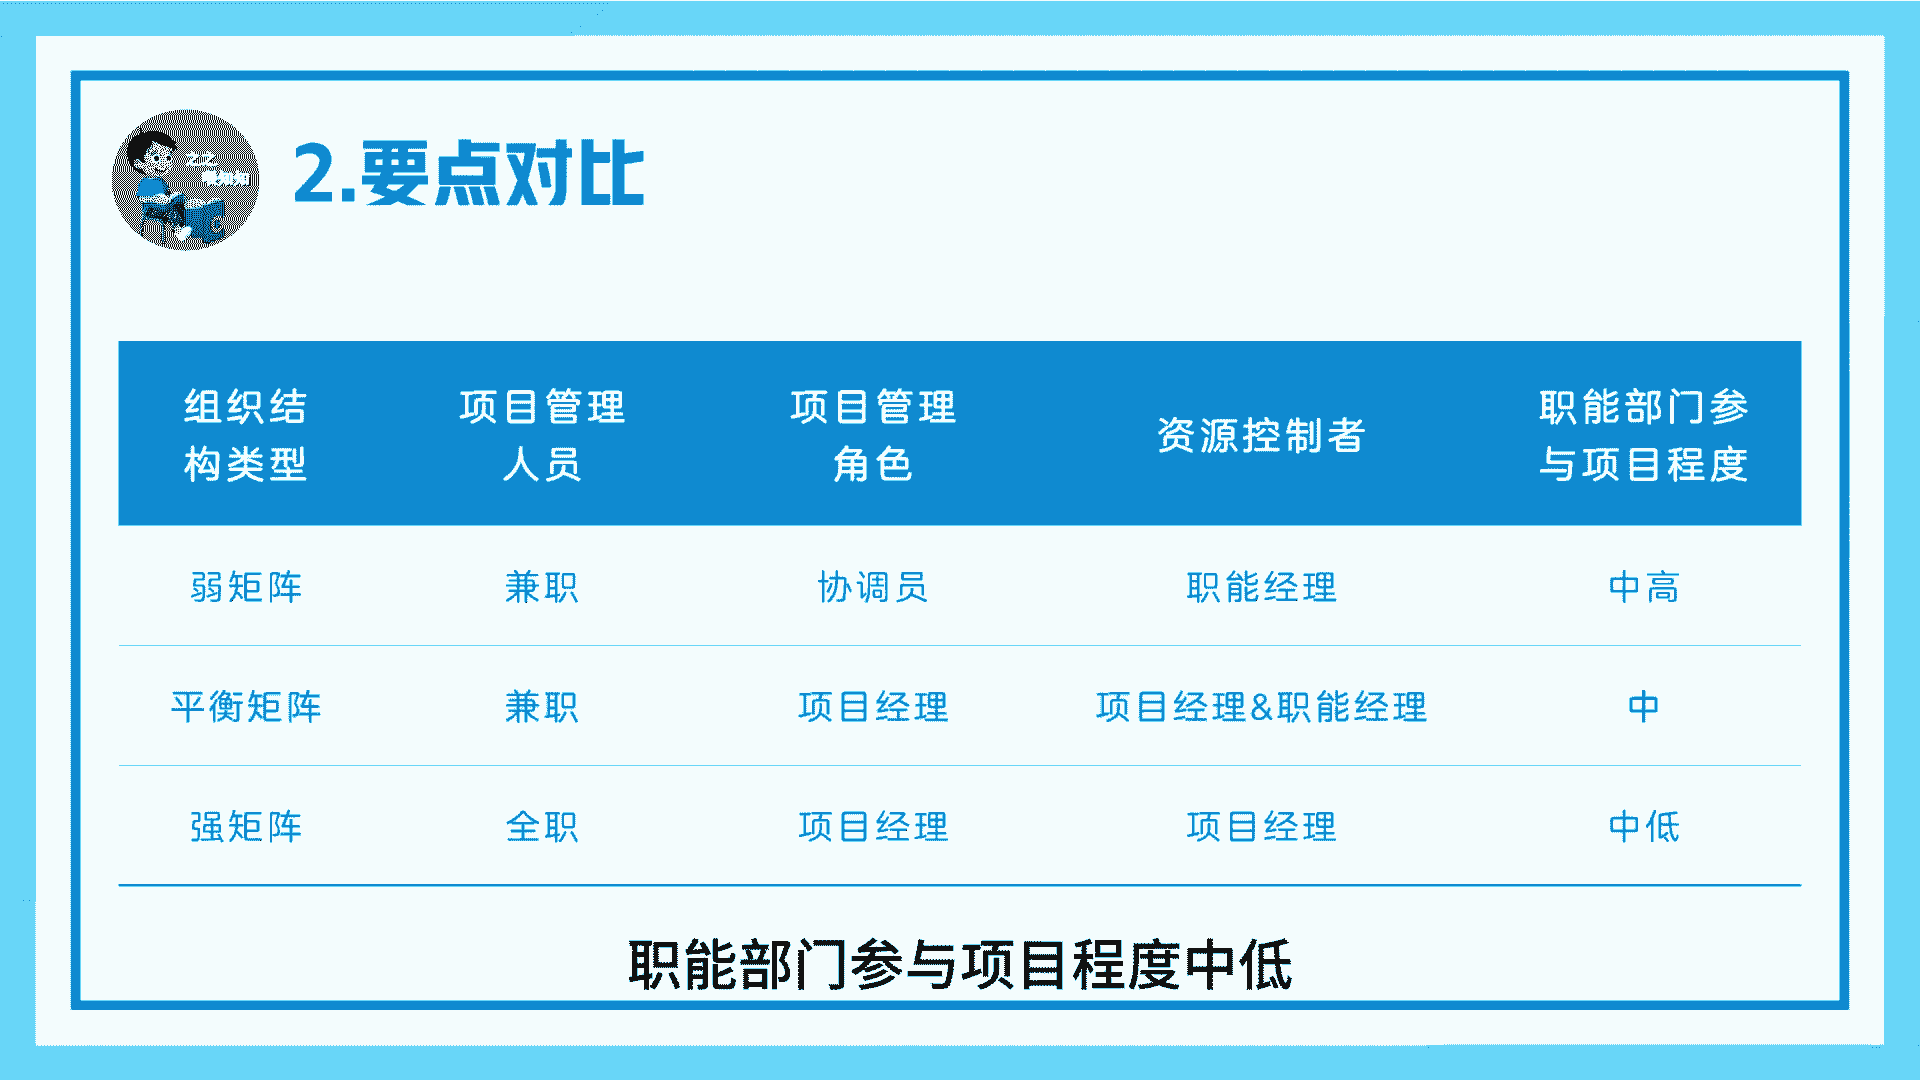 2.要点对比
组织结
构类型
项目管理
人员
项目管理
角色
资源控制者
职能部门参
与项目程度
弱矩阵 兼职 协调员 职能经理 中高
平衡矩阵 兼职 项目经理 项目经理&职能经理 中
强矩阵 全职 项目经理 项目经理 中低
职能部门参与项目程度中低